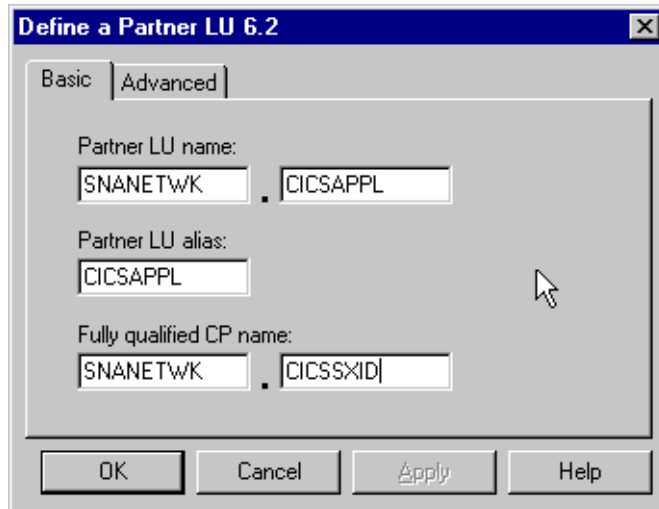 Define a Partner LU 6.2
Basic Advanced
Partner LU name:
SNANETWK . CICSAPPL
Partner LU alias:
CICSAPPL
Fully qualified CP name:
SNANETWK . CICSSXID
OK Cancel Apply Help